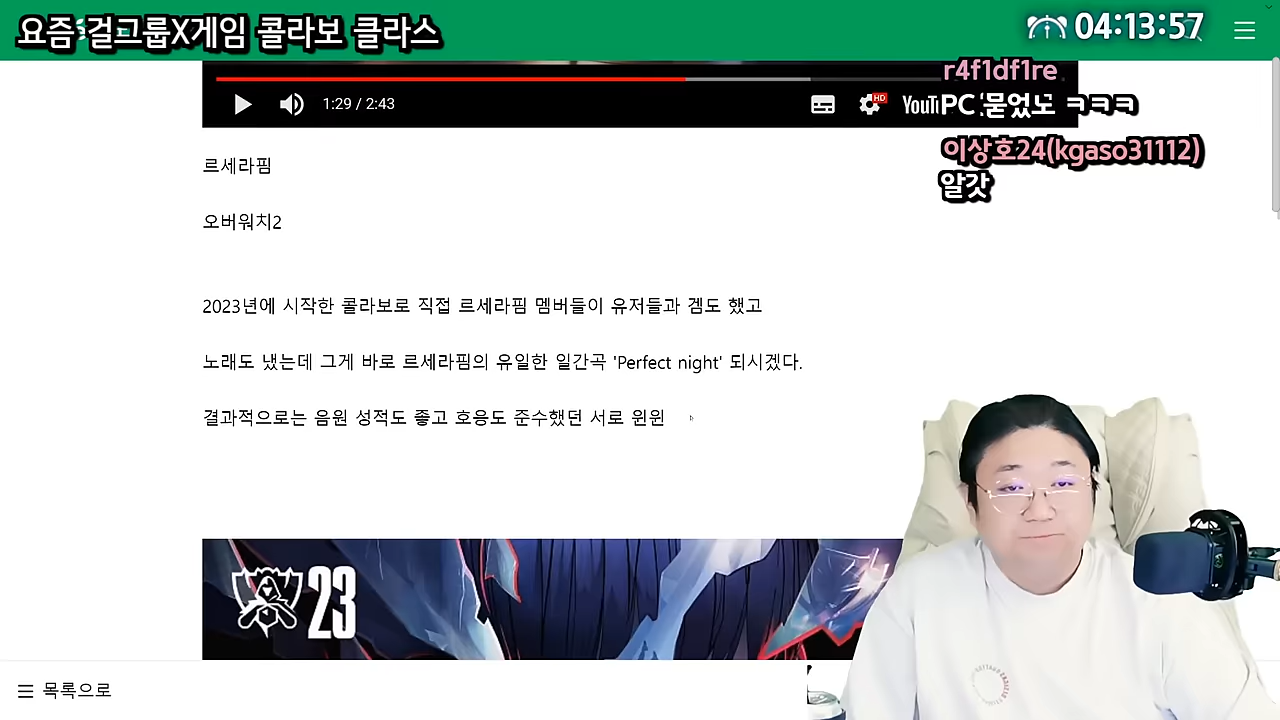 요즘 걸그룹X게임 콜라보 클라스
04:13:57
r4f1df1re
PC 묻었노 ㅋㅋㅋ
이상호24(kgaso31112)
알갓
1:29 / 2:43
HD
YouT
르세라핌
오버워치2
2023년에 시작한 콜라보로 직접 르세라핌 멤버들이 유저들과 겜도 했고
노래도 냈는데 그게 바로 르세라핌의 유일한 일간곡 'Perfect night' 되시겠다.
결과적으로는 음원 성적도 좋고 호응도 준수했던 서로 윈윈
23
목록으로